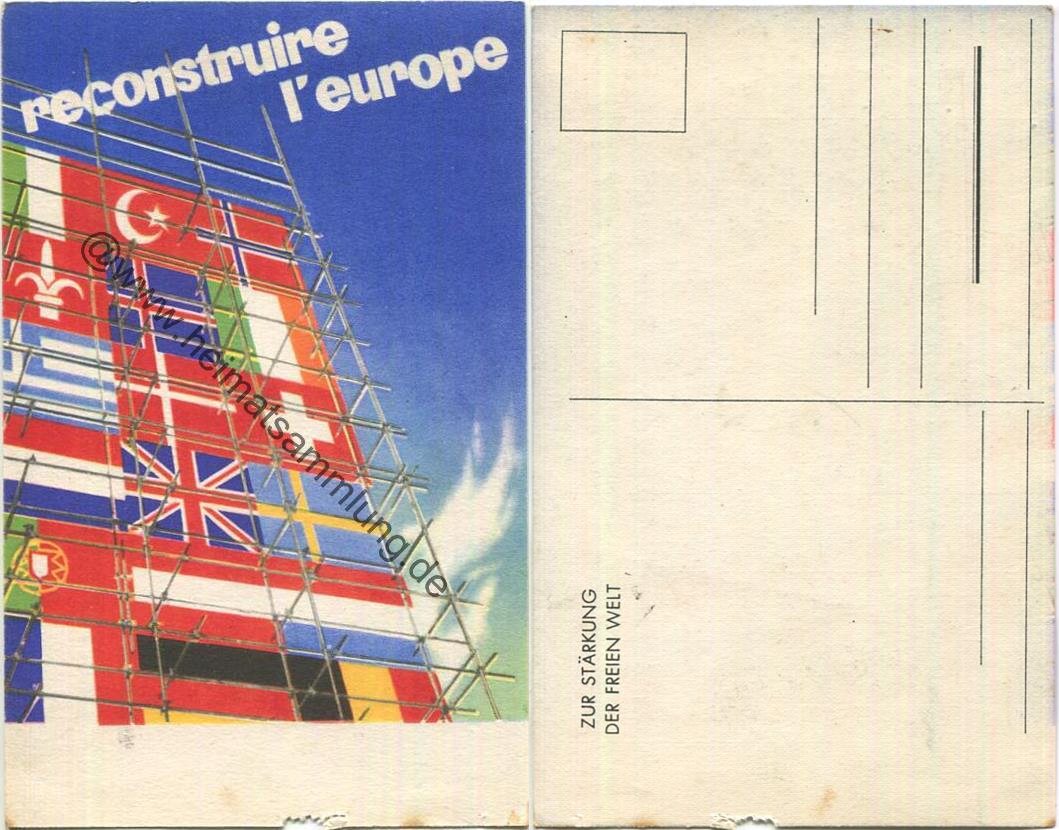 reconstruire
l'europe
@www.heimatsammlung.de
ZUR STÄRKUNG
DER FREIEN WELT